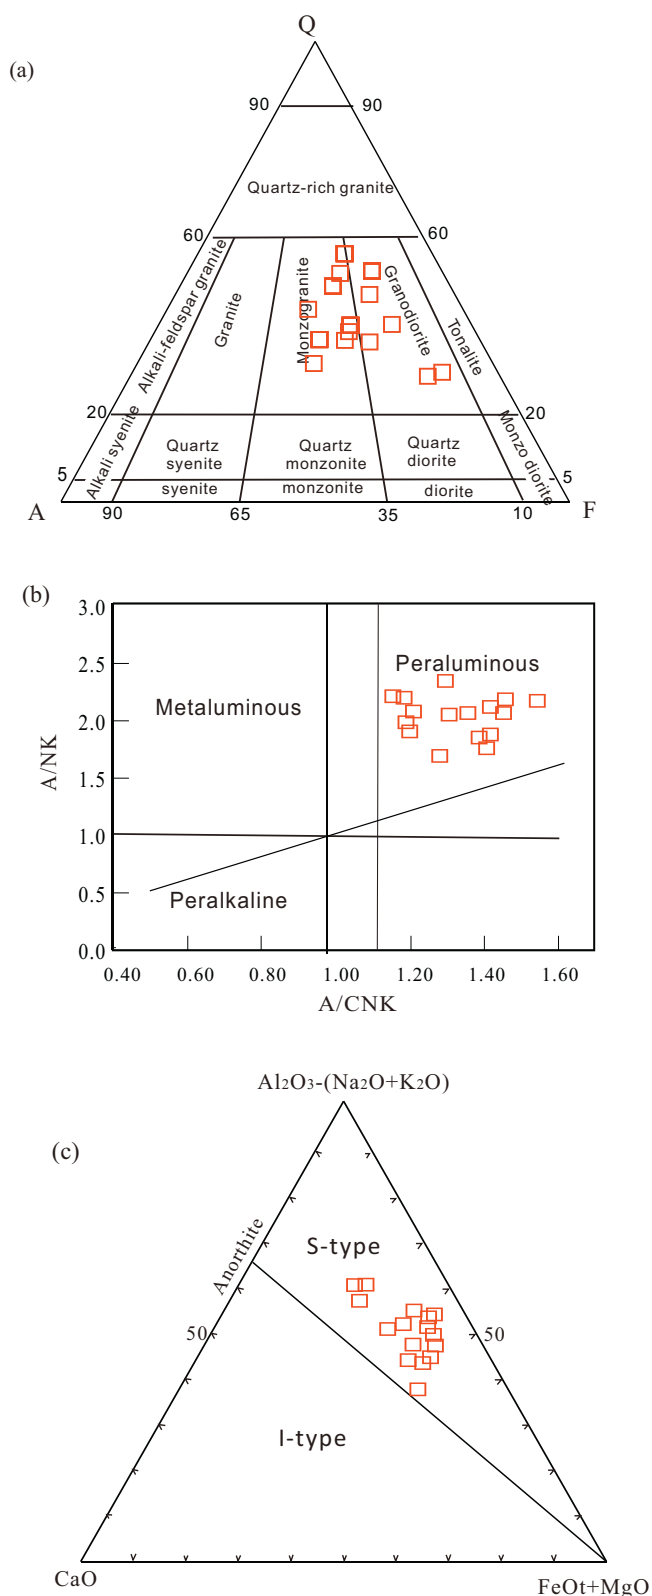 Q
(a)
90 90
Quartz-rich granite
60 60
Alkali-feldspar granite
Granite
Monzogranite
Granodiorite
Tonalite
20 20
Alkali syenite
Quartz syenite
Quartz monzonite
Quartz diorite
Monzo diorite
5 5
syenite monzonite diorite
A 90 65 35 10 F
(b)
3.0
2.5
2.0
1.5
1.0
0.5
0.0
A/NK
Peraluminous
Metaluminous
Peralkaline
0.40 0.60 0.80 1.00 1.20 1.40 1.60
A/CNK
Al2O3-(Na2O+K2O)
(c)
Anorthite
S-type
50 50
I-type
CaO FeOt+MgO